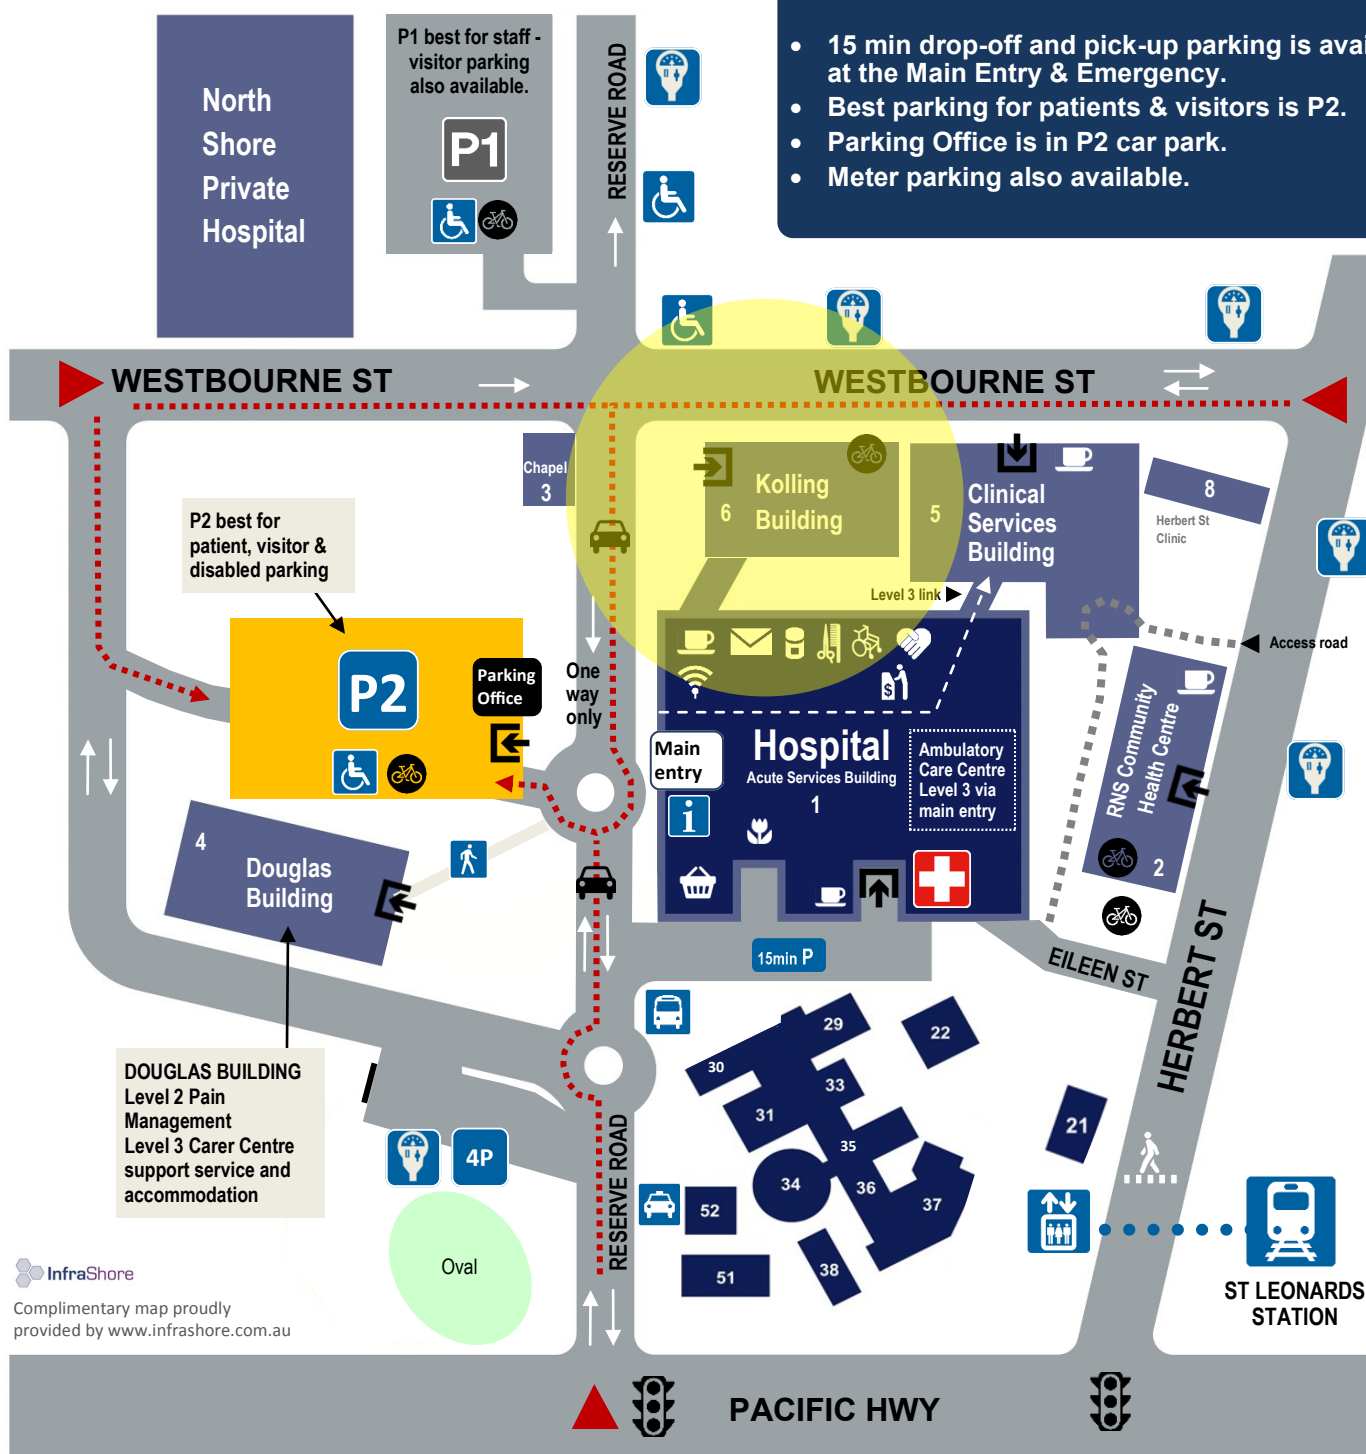 North
Shore
Private
Hospital
P1 best for staff -
visitor parking
also available.
P1
RESERVE ROAD
• 15 min drop-off and pick-up parking is avai
at the Main Entry & Emergency.
• Best parking for patients & visitors is P2.
• Parking Office is in P2 car park.
• Meter parking also available.
WESTBOURNE ST
WESTBOURNE ST
Chapel
3
Kolling
Building
6
5
Clinical
Services
Building
8
Herbert St
Clinic
P2 best for
patient, visitor &
disabled parking
Level 3 link
Access road
P2
Parking
Office
One
way
only
$
Main
entry
i
Hospital
Acute Services Building
1
Ambulatory
Care Centre
Level 3 via
main entry
RNS Community
Health Centre
2
4
Douglas
Building
15min P
EILEEN ST
HERBERT ST
DOUGLAS BUILDING
Level 2 Pain
Management
Level 3 Carer Centre
support service and
accommodation
4P
Oval
RESERVE ROAD
29
22
30
33
31
35
21
34
36
37
52
51
38
ST LEONARDS
STATION
InfraShore
Complimentary map proudly
provided by www.infrashore.com.au
PACIFIC HWY